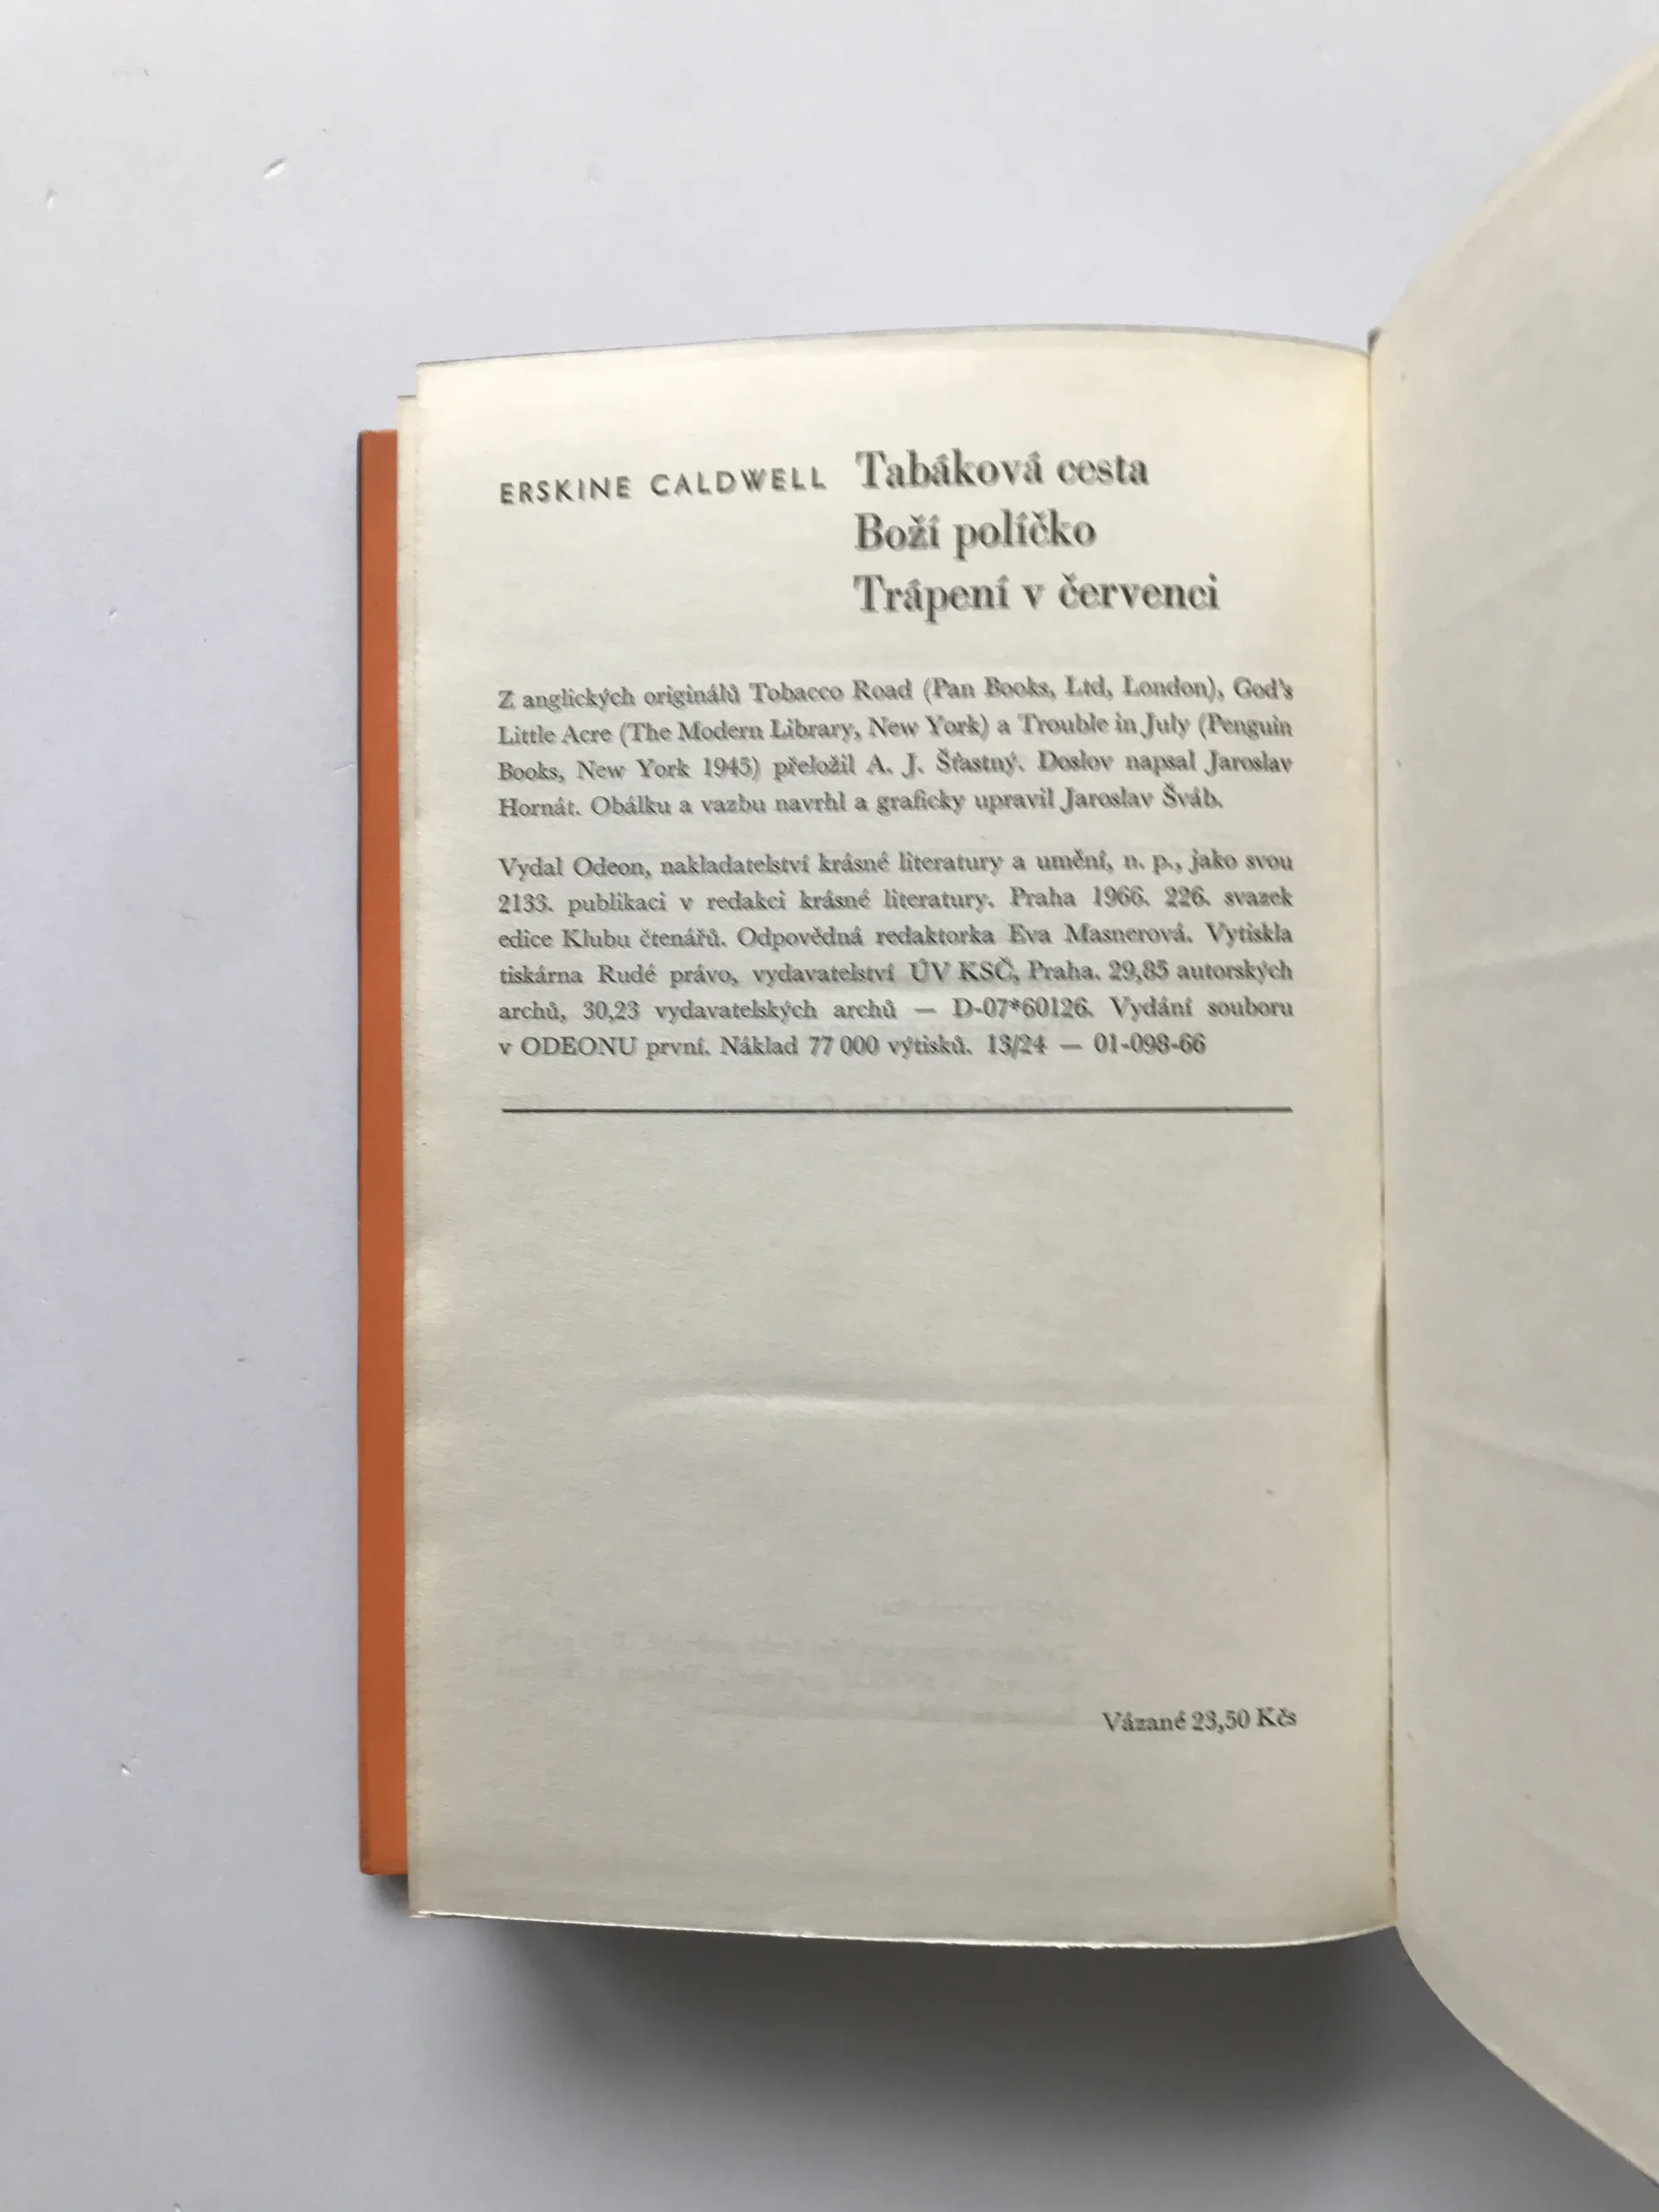 ERSKINE CALDWELL Tabáková cesta
Boží políčko
Trápení v červenci
Z anglických originálů Tobacco Road (Pan Books, Ltd, London), God's
Little Acre (The Modern Library, New York) a Trouble in July (Penguin
Books, New York 1945) přeložil A. J. Šťastný. Doslov napsal Jaroslav
Hornát. Obálku a vazbu navrhl a graficky upravil Jaroslav Šváb.
Vydal Odeon, nakladatelství krásné literatury a umění, n. p., jako svou
2133. publikaci v redakci krásné literatury. Praha 1966. 226. svazek
edice Klubu čtenářů. Odpovědná redaktorka Eva Masnerová. Vytiskla
tiskárna Rudé právo, vydavatelství ÚV KSČ, Praha. 29,85 autorských
archů, 30,23 vydavatelských archů — D-07*60126. Vydání souboru
v ODEONU první. Náklad 77 000 výtisků. 13/24 — 01-098-66
Vázané 23,50 Kčs